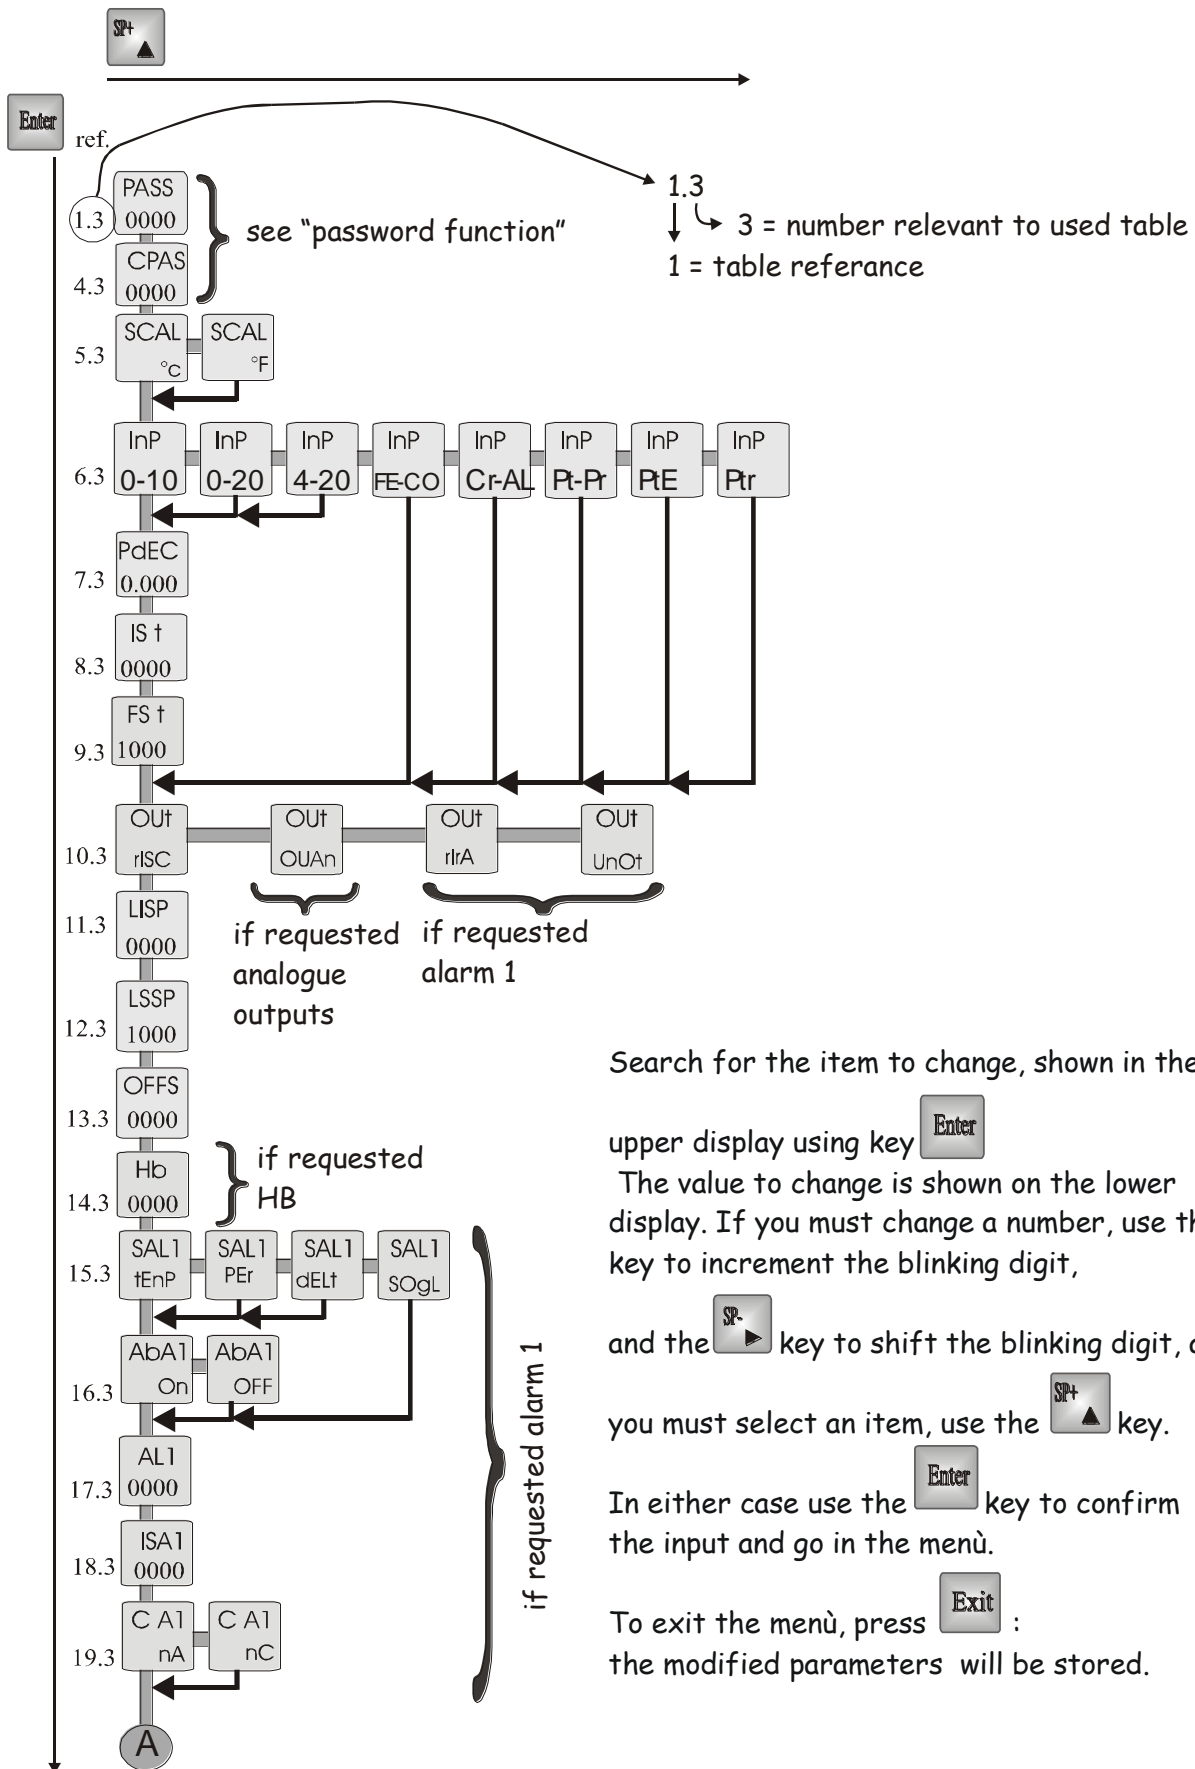 SP+
Enter
ref.
1.3
PASS
0000
see “password function”
1.3
3 = number relevant to used table
1 = table referance
4.3
CPAS
0000
5.3
SCAL
°C
SCAL
°F
6.3
InP
0-10
InP
0-20
InP
4-20
InP
FE-CO
InP
Cr-AL
InP
Pt-Pr
InP
PtE
InP
Ptr
7.3
PdEC
0.000
8.3
IS t
0000
9.3
FS t
1000
10.3
OUt
rISC
OUt
OUAn
OUt
rIrA
OUt
UnOt
if requested
analogue
outputs
if requested
alarm 1
11.3
LISP
0000
12.3
LSSP
1000
13.3
OFFS
0000
14.3
Hb
0000
if requested
HB
15.3
SAL1
tEnP
SAL1
PEr
SAL1
dELt
SAL1
SOgL
16.3
AbA1
On
AbA1
OFF
17.3
AL1
0000
18.3
ISA1
0000
19.3
C A1
nA
C A1
nC
A
if requested alarm 1
Search for the item to change, shown in the
upper display using key Enter
The value to change is shown on the lower
display. If you must change a number, use th
key to increment the blinking digit,
and the SP- key to shift the blinking digit,
you must select an item, use the SP+ key.
In either case use the Enter key to confirm
the input and go in the menù.
To exit the menù, press Exit :
the modified parameters will be stored.